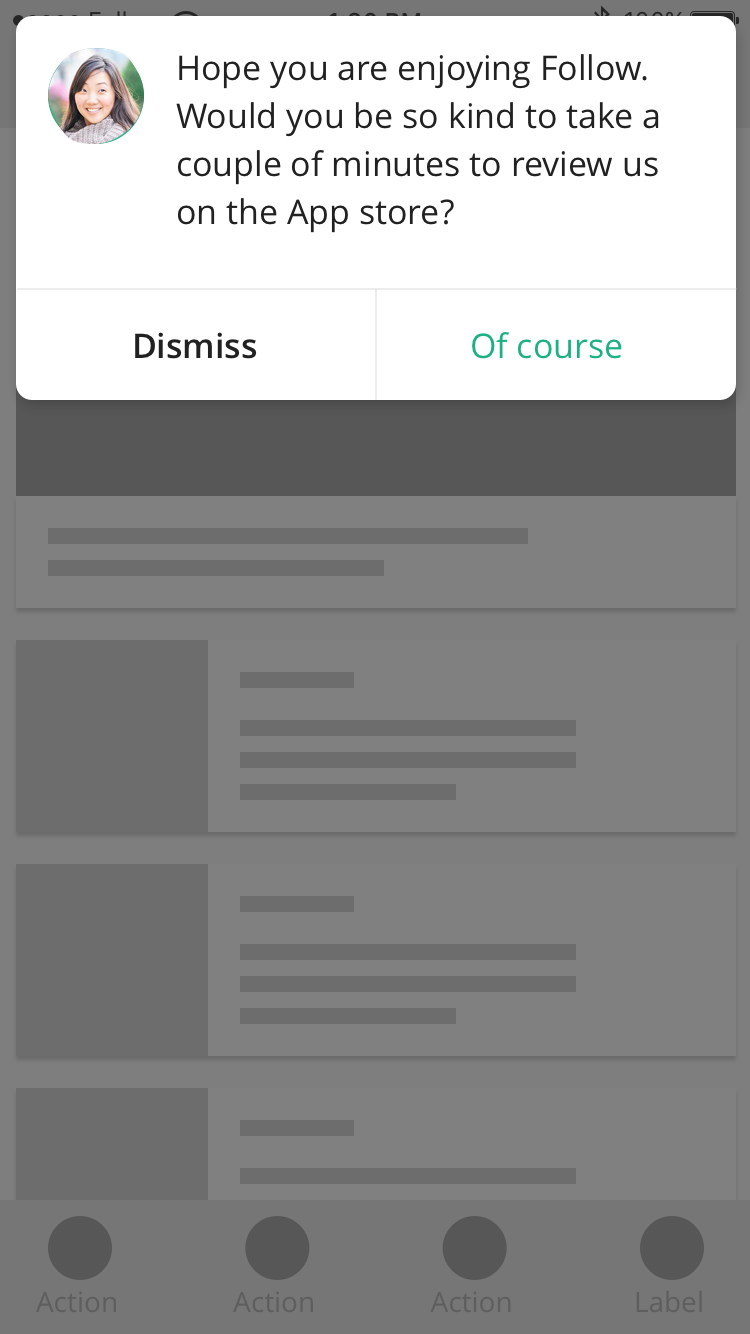 Hope you are enjoying Follow.
Would you be so kind to take a
couple of minutes to review us
on the App store?
Dismiss
Of course
Action
Action
Action
Label